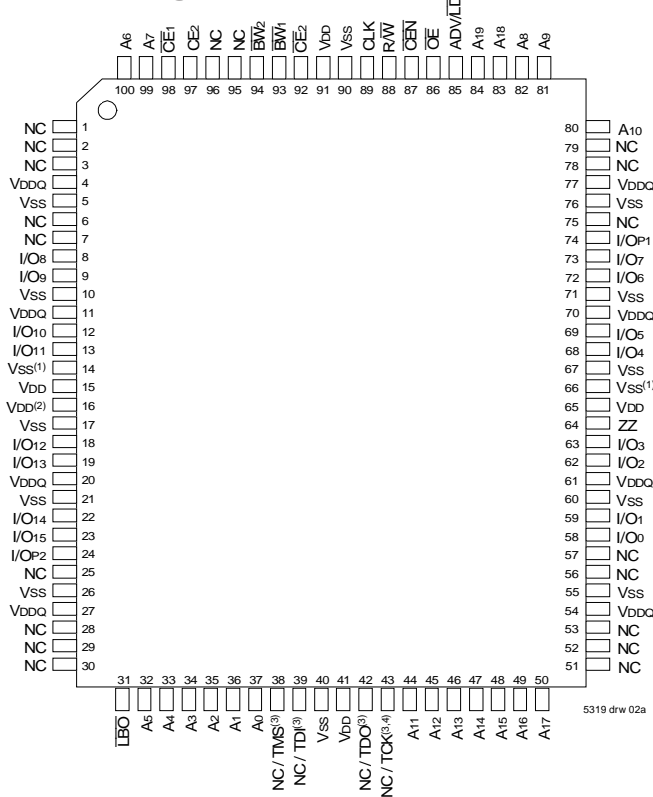 A6 A7 CE1 CE2 NC NC BW2 BW1 CE2 VDD VSS CLK R/W CEN OE ADV/LD A19 A18 A8 A9
100 99 98 97 96 95 94 93 92 91 90 89 88 87 86 85 84 83 82 81
NC 1 80 A10
NC 2 79 NC
NC 3 78 NC
VDDQ 4 77 VDDQ
VSS 5 76 VSS
NC 6 75 NC
NC 7 74 I/OP1
I/O8 8 73 I/O7
I/O9 9 72 I/O6
VSS 10 71 VSS
VDDQ 11 70 VDDQ
I/O10 12 69 I/O5
I/O11 13 68 I/O4
VSS(1) 14 67 VSS
VDD 15 66 VSS(1)
VDD(2) 16 65 VDD
VSS 17 64 ZZ
I/O12 18 63 I/O3
I/O13 19 62 I/O2
VDDQ 20 61 VDDQ
VSS 21 60 VSS
I/O14 22 59 I/O1
I/O15 23 58 I/O0
I/OP2 24 57 NC
NC 25 56 NC
VSS 26 55 VSS
VDDQ 27 54 VDDQ
NC 28 53 NC
NC 29 52 NC
NC 30 51 NC
31 32 33 34 35 36 37 38 39 40 41 42 43 44 45 46 47 48 49 50
LBO A5 A4 A3 A2 A1 A0 NC / TMS(3) NC / TDI(3) VSS VDD NC / TDO(3) NC / TCK(3,4) A11 A12 A13 A14 A15 A16 A17
5319 drw 02a